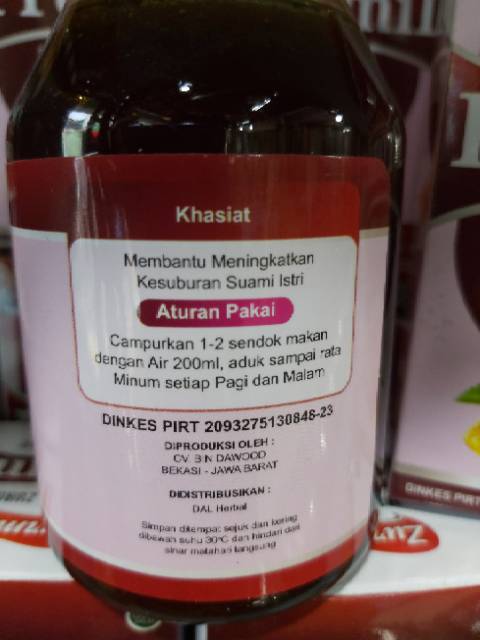 Khasiat
Membantu Meningkatkan
Kesuburan Suami Istri
Aturan Pakai
Campurkan 1-2 sendok makan
dengan Air 200ml, aduk sampai rata
Minum setiap Pagi dan Malam
DINKES PIRT 2093275130848-23
DIPRODUKSI OLEH :
CV. BIN DAWOOD
BEKASI - JAWA BARAT
DIDISTRIBUSIKAN :
DAL Herbal
Simpan ditempat sejuk dan kering
dibawah suhu 30°C dan hindari dari
sinar matahari langsung
DINKES PIRT